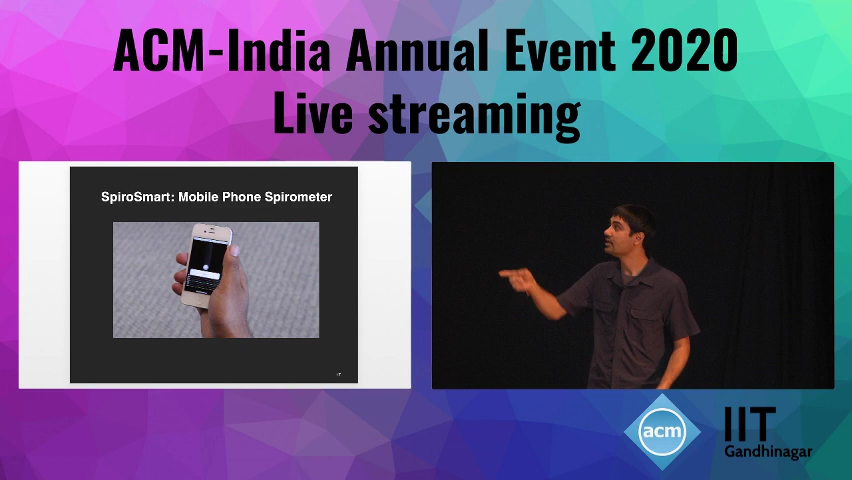 ACM-India Annual Event 2020
Live streaming
SpiroSmart: Mobile Phone Spirometer
acm
IIT
Gandhinagar